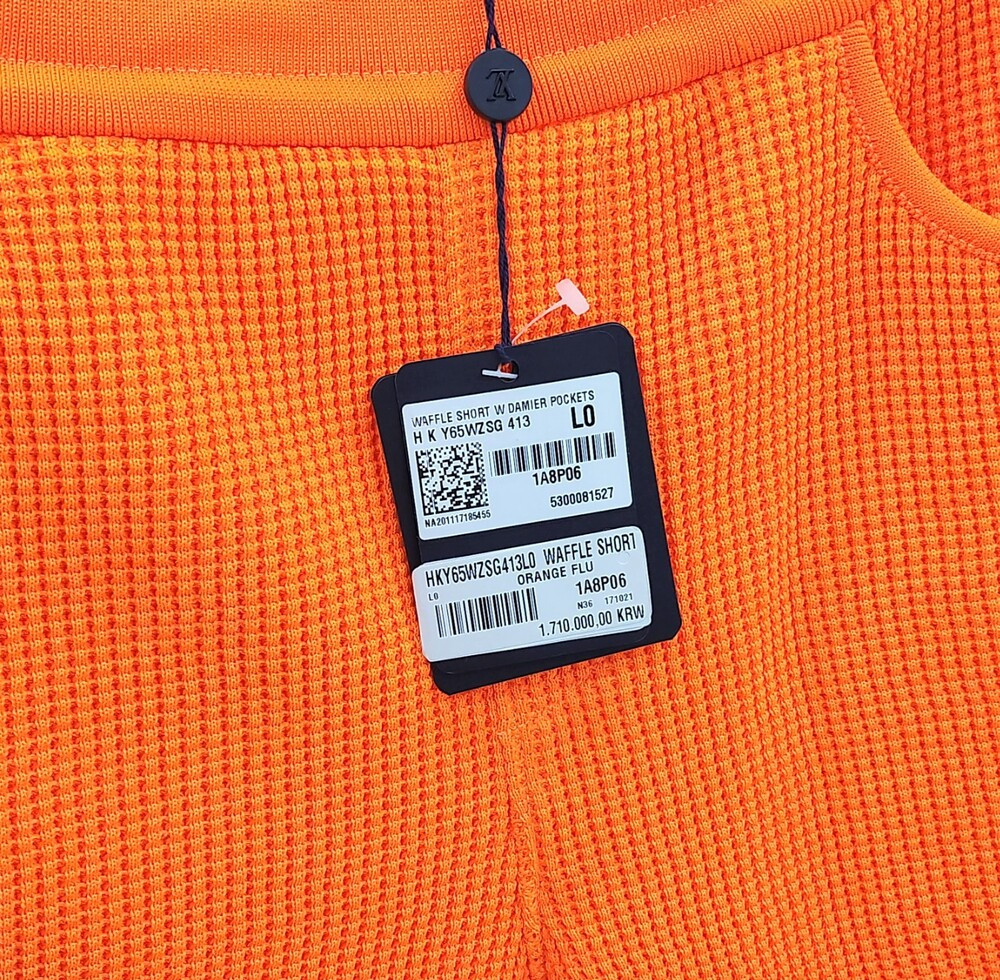 WAFFLE SHORT W DAMIER POCKETS
H K Y65WZSG 413 L0
1A8P06
5300081527
NA201117185455
HKY65WZSG413L0 WAFFLE SHORT
ORANGE FLU
L0 1A8P06
N36 171021
1.710.000,00 KRW